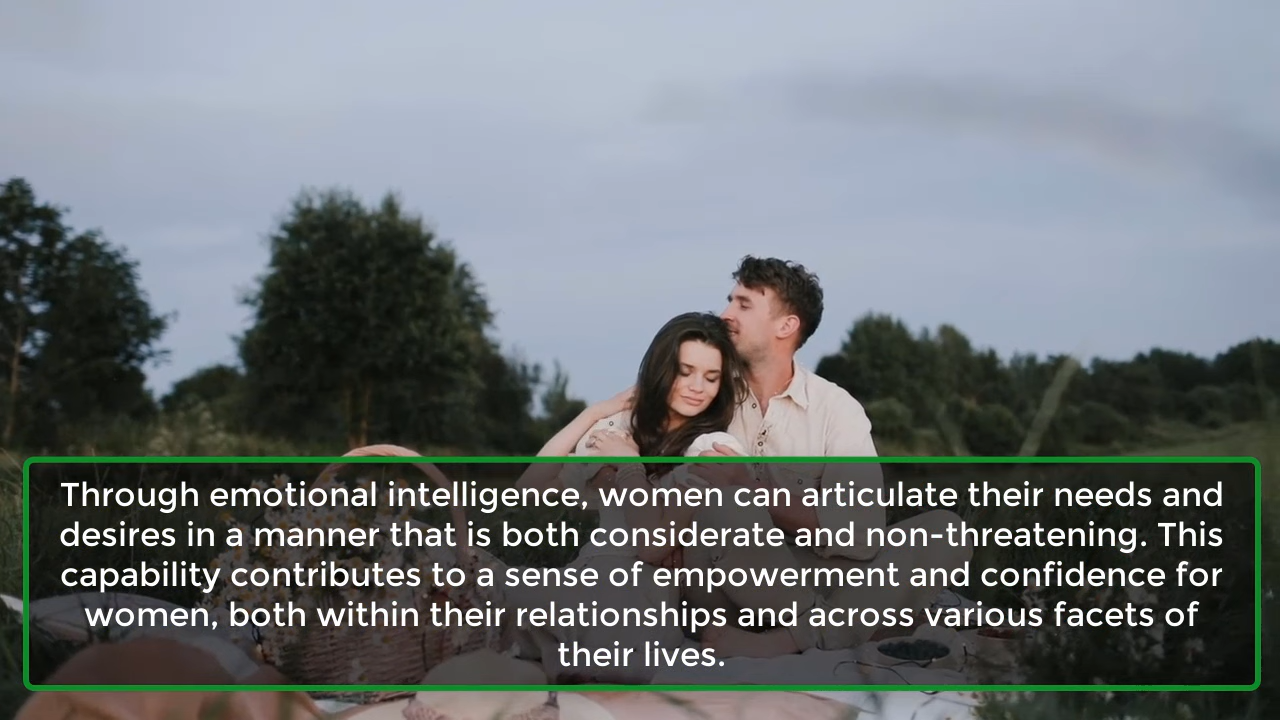 Through emotional intelligence, women can articulate their needs and
desires in a manner that is both considerate and non-threatening. This
capability contributes to a sense of empowerment and confidence for
women, both within their relationships and across various facets of
their lives.